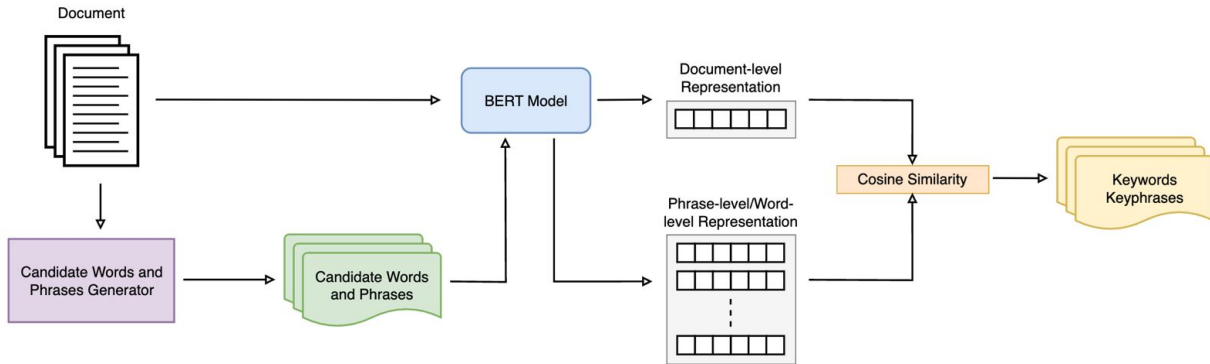 Document
BERT Model
Document-level
Representation
Cosine Similarity
Keywords
Keyphrases
Phrase-level/Word-
level Representation
Candidate Words and
Phrases Generator
Candidate Words
and Phrases